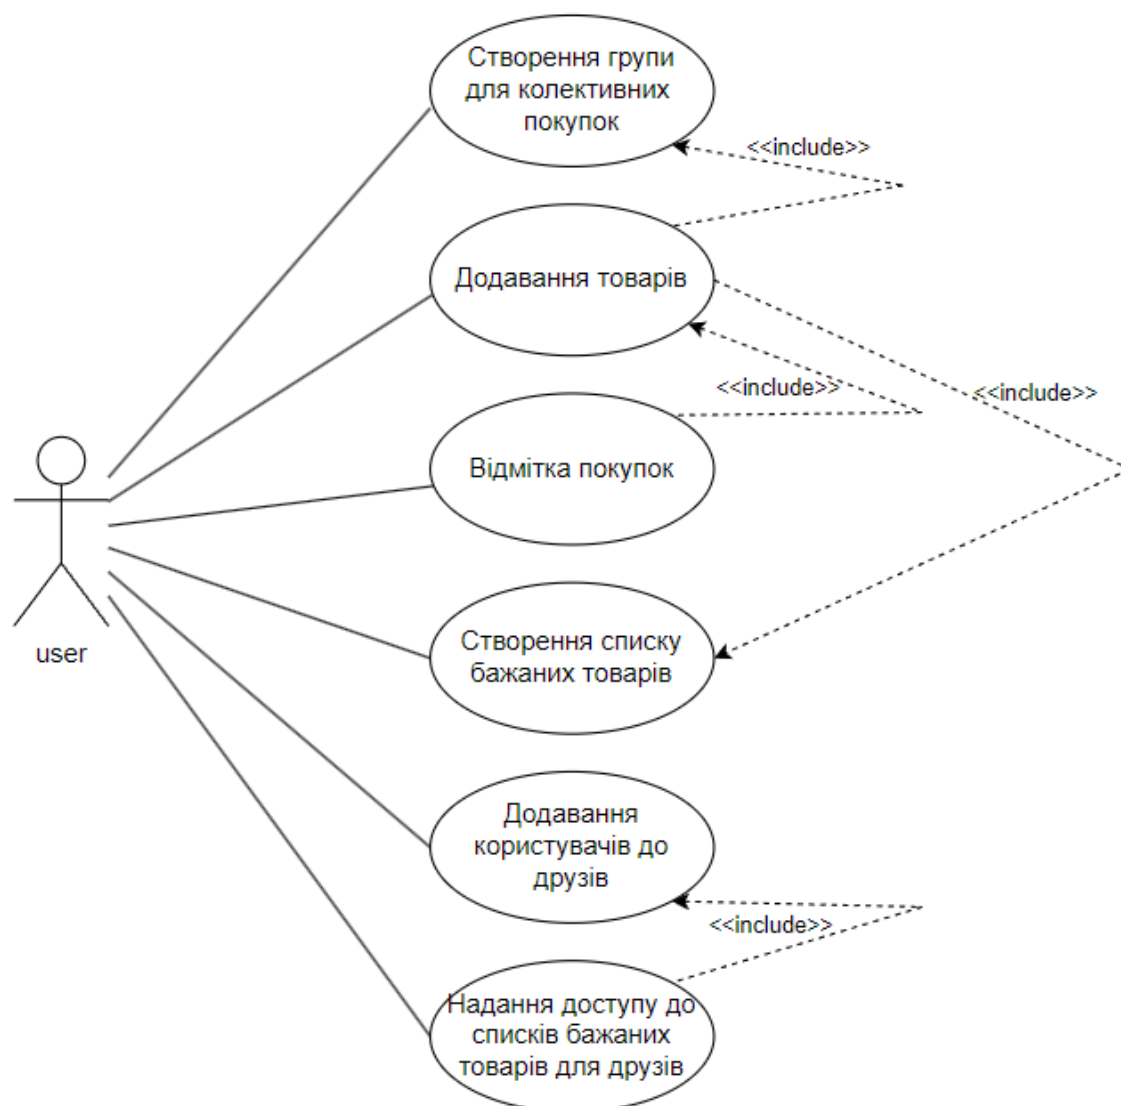 Створення групи
для колективних
покупок
<<include>>
Додавання товарів
<<include>>
<<include>>
Відмітка покупок
Створення списку
бажаних товарів
user
Додавання
користувачів до
друзів
<<include>>
Надання доступу до
списків бажаних
товарів для друзів